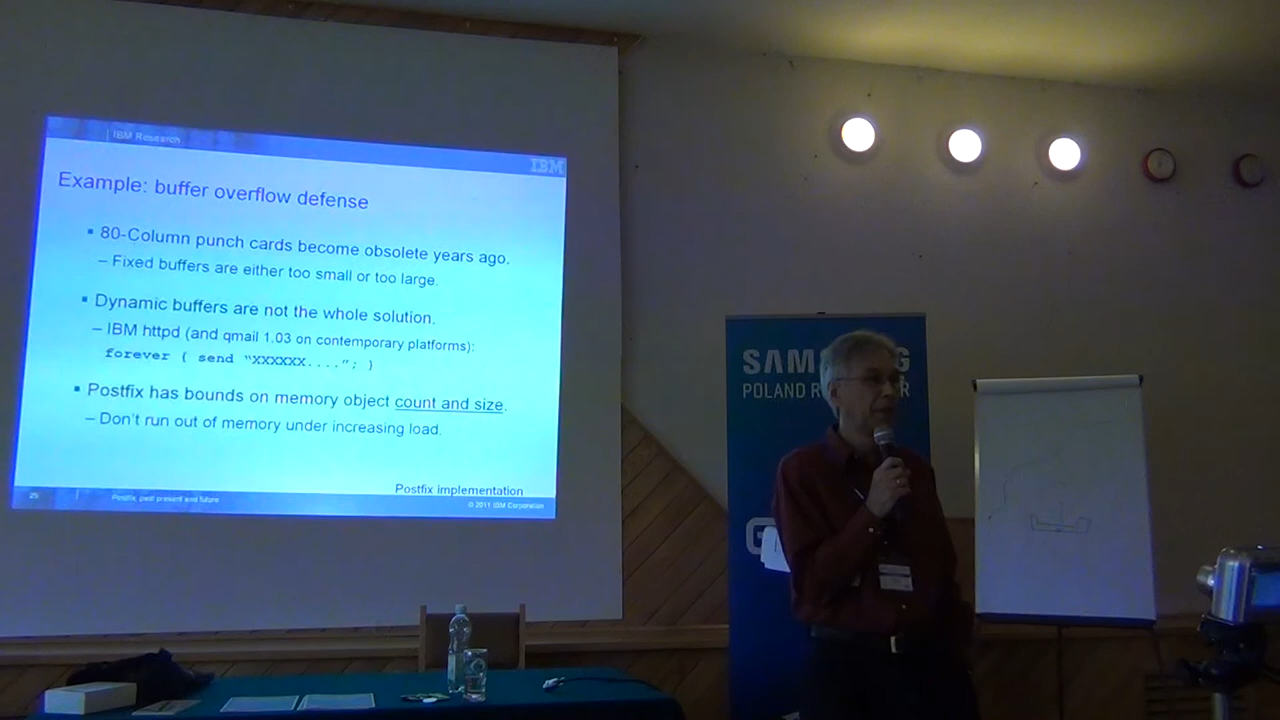 IBM Research
IBM
Example: buffer overflow defense
▪ 80-Column punch cards become obsolete years ago.
– Fixed buffers are either too small or too large.
▪ Dynamic buffers are not the whole solution.
– IBM httpd (and qmail 1.03 on contemporary platforms):
forever { send "XXXXXX...."; }
▪ Postfix has bounds on memory object count and size.
– Don't run out of memory under increasing load.
Postfix implementation
25
Postfix, past present and future
© 2011 IBM Corporation
SAM G
POLAND R R
G